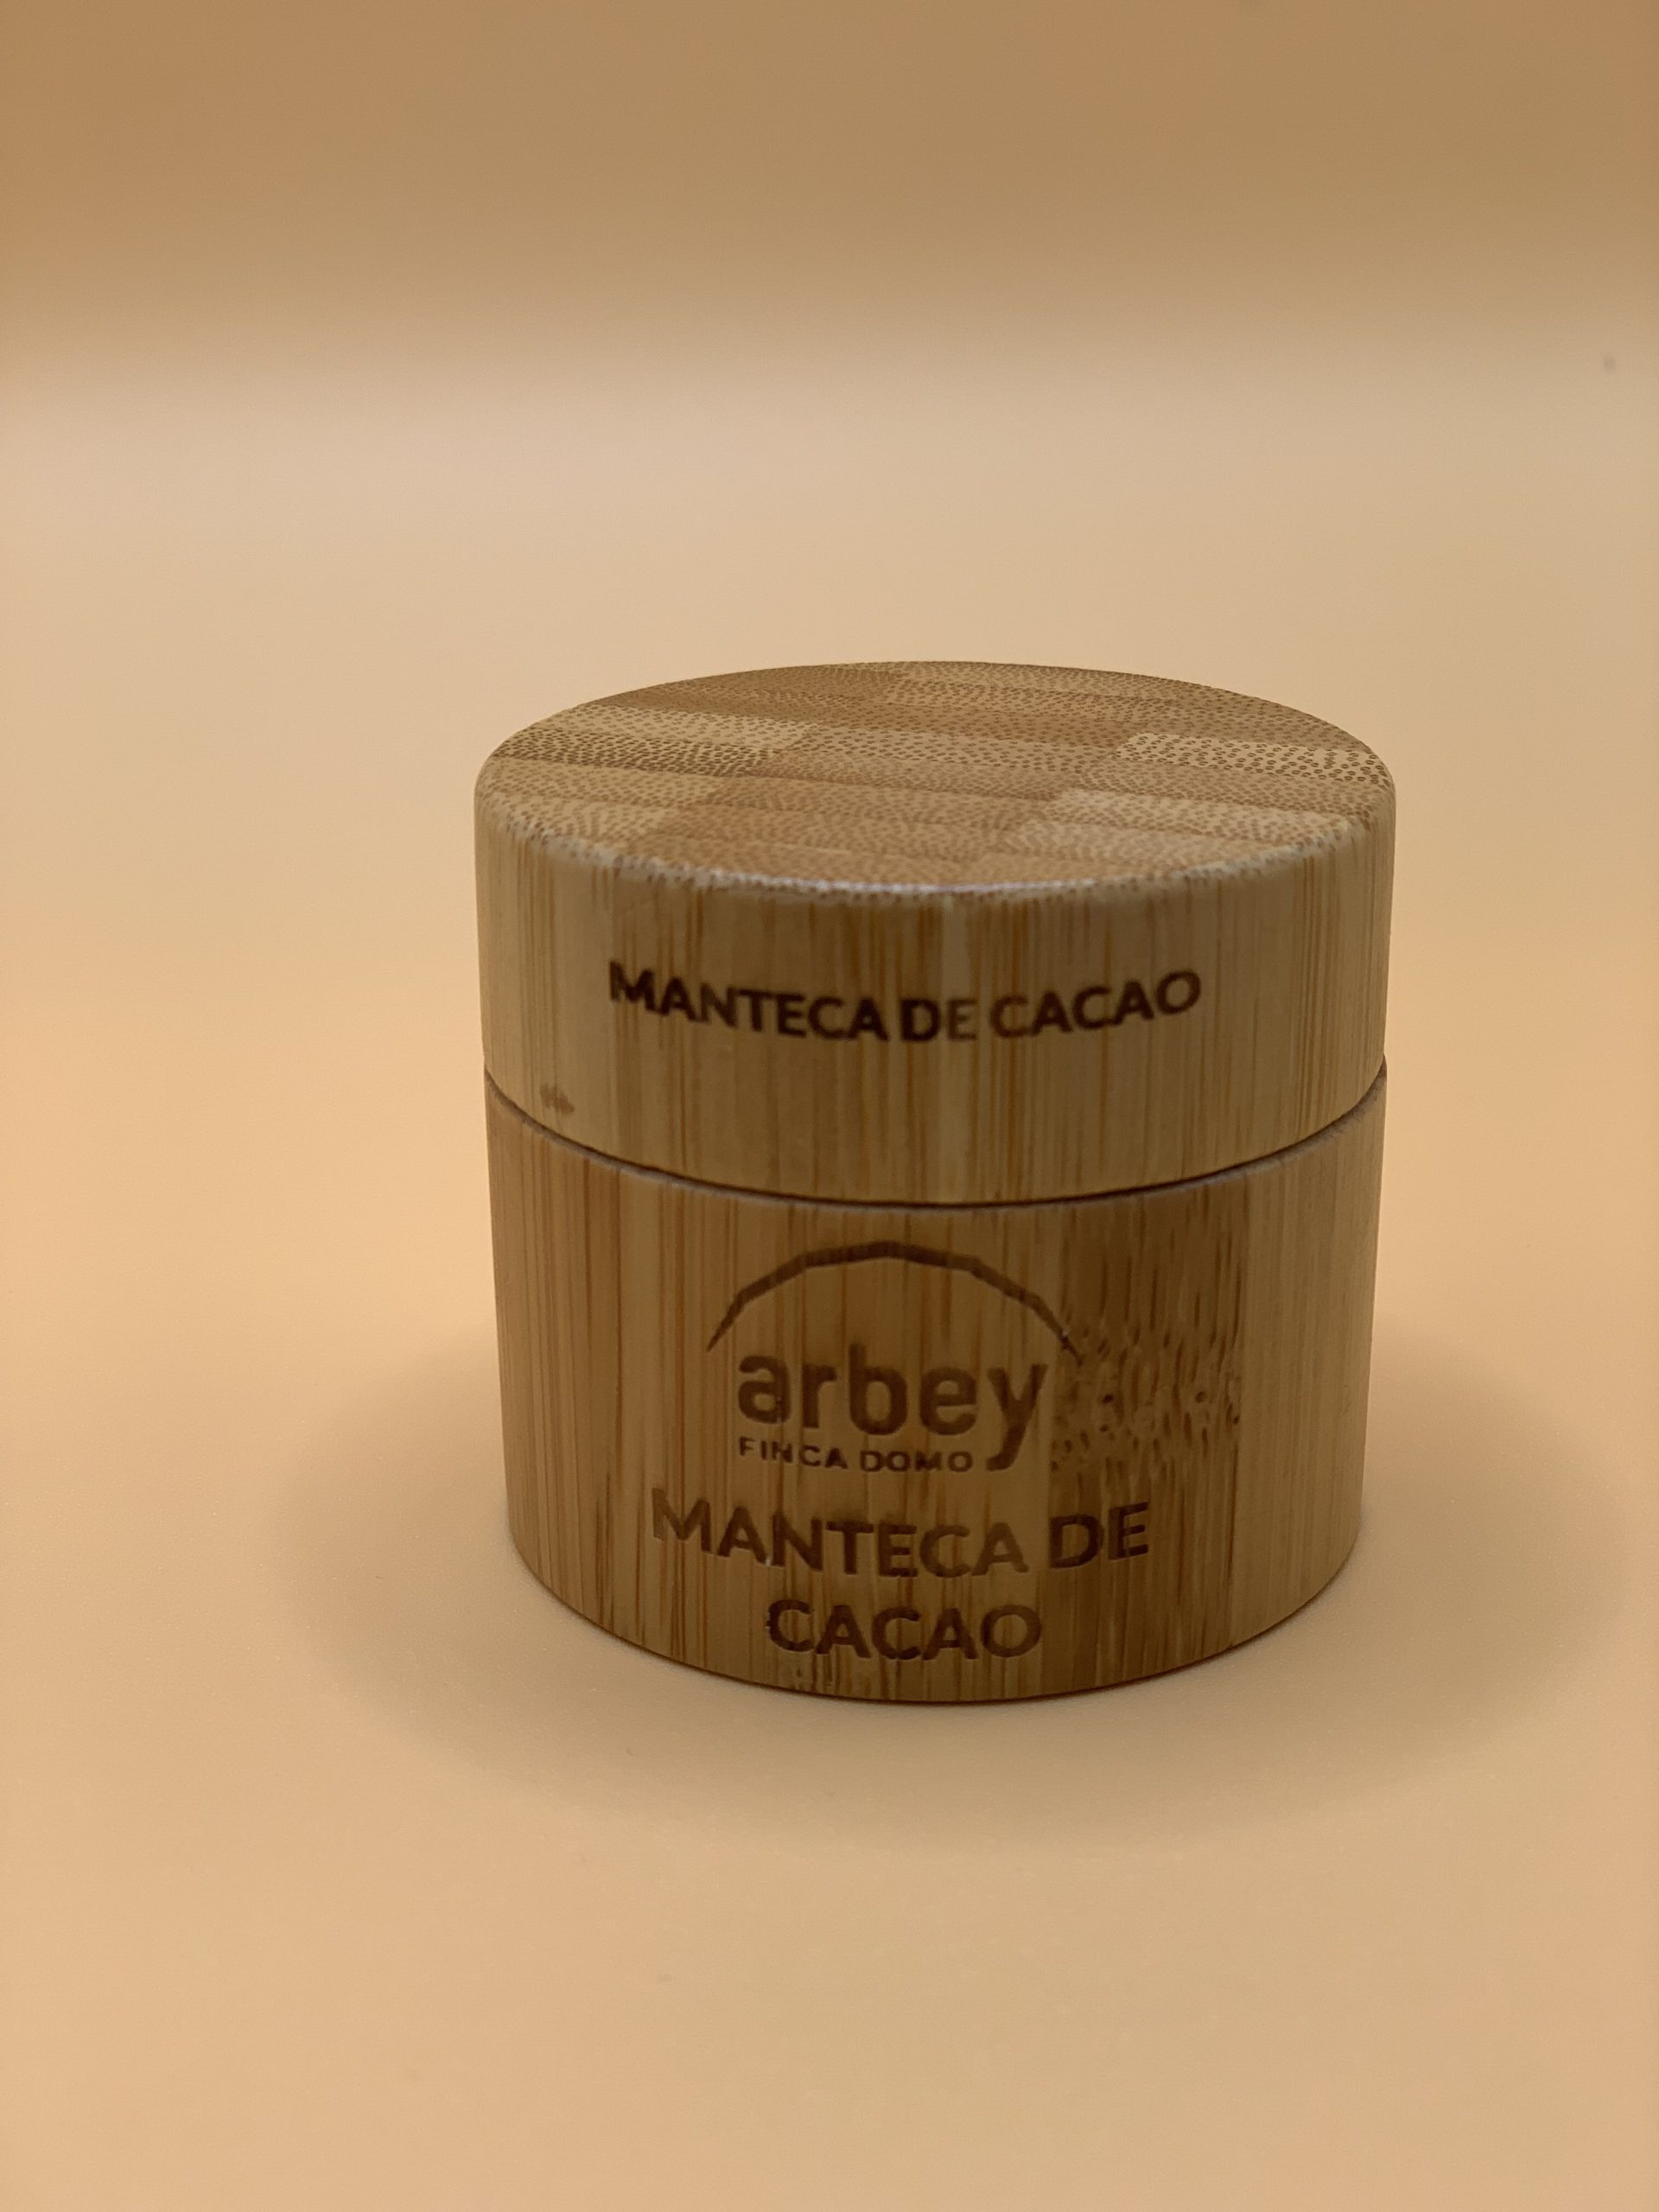 MANTECA DE CACAO
arbey
FINCA DOMO
MANTECA DE
CACAO